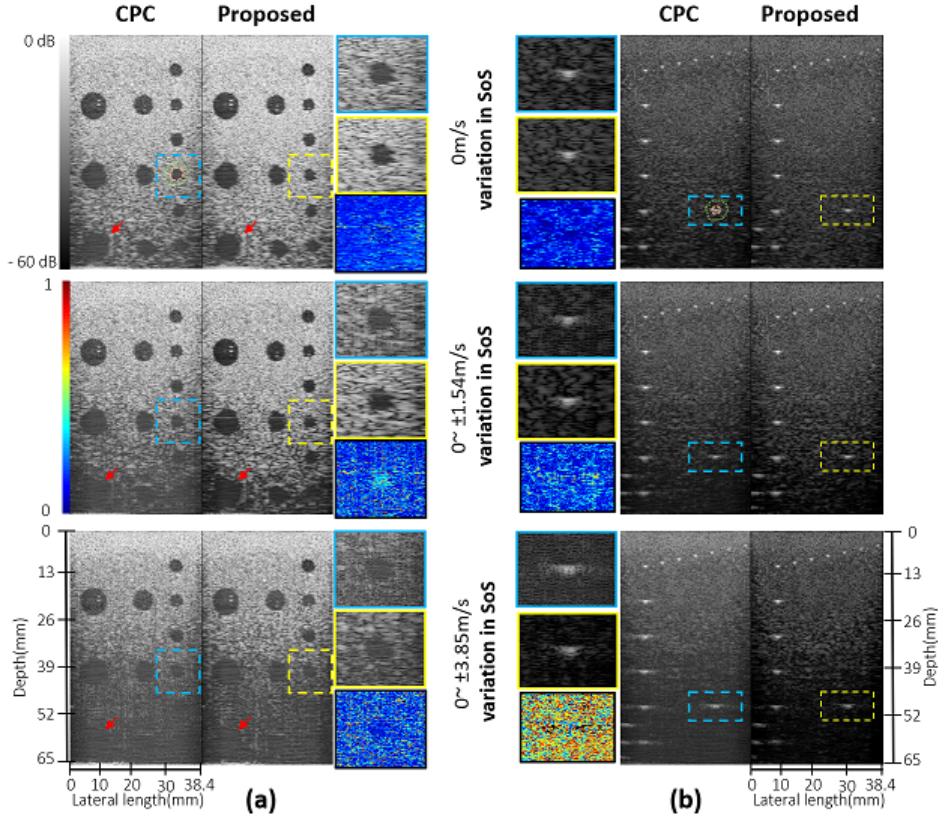 CPC Proposed CPC Proposed
0 dB
- 60 dB
0m/s
variation in SoS
1
0
0~ ±1.54m/s
variation in SoS
0
13
26
39
52
65
Depth(mm)
0~ ±3.85m/s
variation in SoS
0
13
26
39
52
65
Depth(mm)
0 10 20 30 38.4
Lateral length(mm)
(a)
(b)
0 10 20 30 38.4
Lateral length(mm)